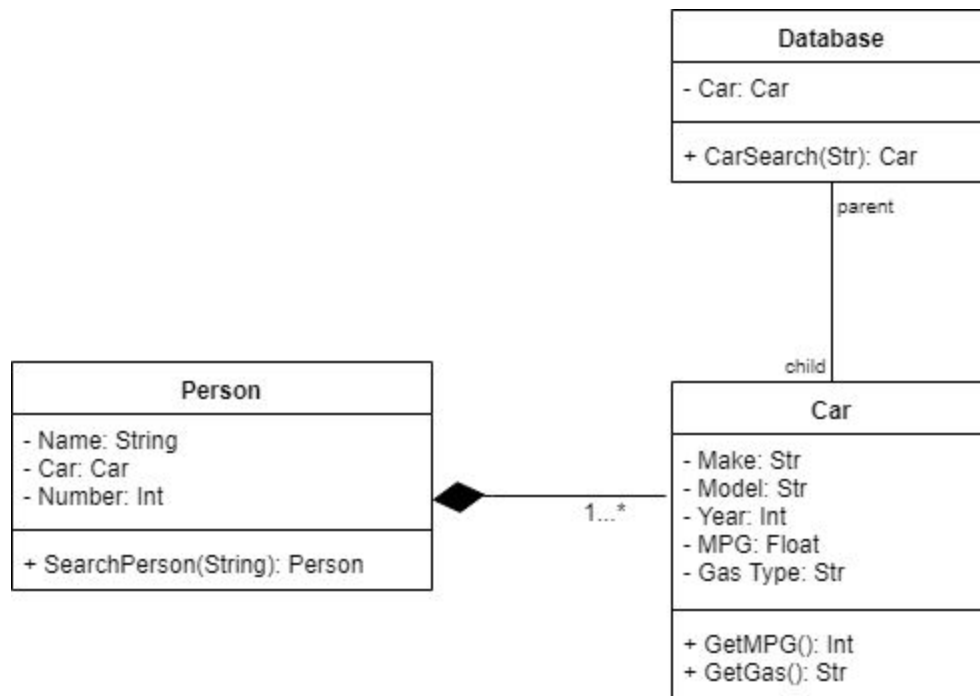 Database
- Car: Car
+ CarSearch(Str): Car
parent
child
Person
- Name: String
- Car: Car
- Number: Int
+ SearchPerson(String): Person
1...*
Car
- Make: Str
- Model: Str
- Year: Int
- MPG: Float
- Gas Type: Str
+ GetMPG(): Int
+ GetGas(): Str